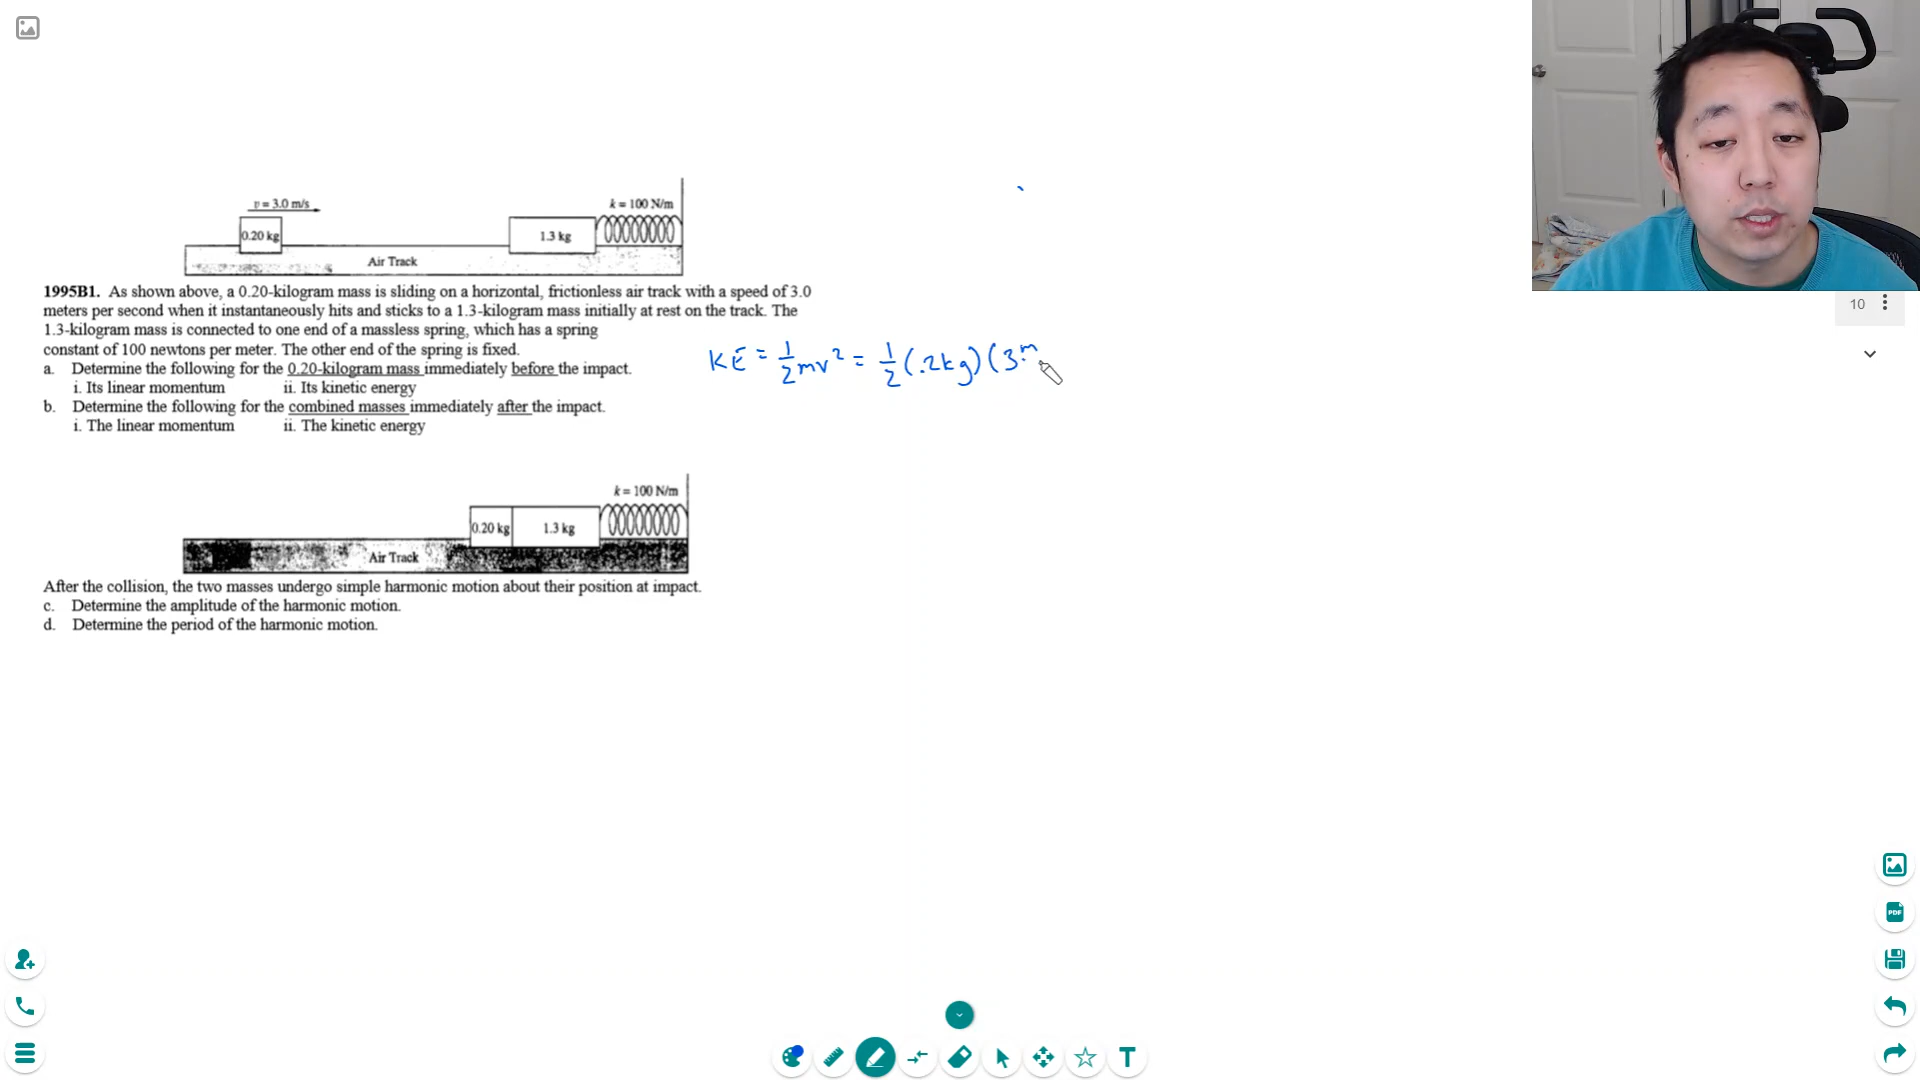 v = 3.0 m/s
k = 100 N/m
0.20 kg
1.3 kg
Air Track
1995B1. As shown above, a 0.20-kilogram mass is sliding on a horizontal, frictionless air track with a speed of 3.0
meters per second when it instantaneously hits and sticks to a 1.3-kilogram mass initially at rest on the track. The
1.3-kilogram mass is connected to one end of a massless spring, which has a spring
constant of 100 newtons per meter. The other end of the spring is fixed.
a. Determine the following for the 0.20-kilogram mass immediately before the impact.
i. Its linear momentum ii. Its kinetic energy
b. Determine the following for the combined masses immediately after the impact.
i. The linear momentum ii. The kinetic energy
KE = 1/2 mv² = 1/2 (.2kg)(3 m
k = 100 N/m
0.20 kg
1.3 kg
Air Track
After the collision, the two masses undergo simple harmonic motion about their position at impact.
c. Determine the amplitude of the harmonic motion.
d. Determine the period of the harmonic motion.
10
PDF
T